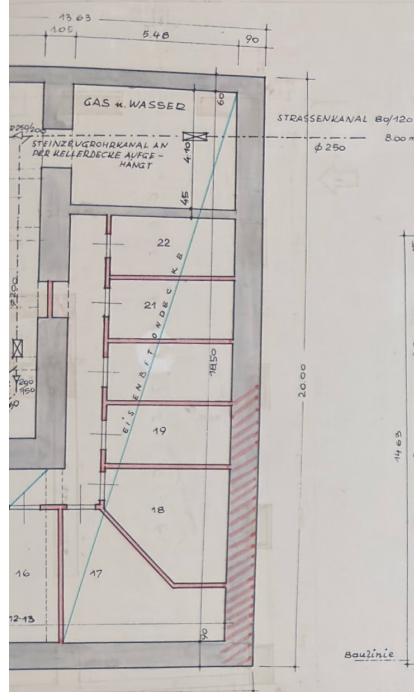 13.63
1.05 5.48 90
GAS u. WASSER
60
STRASSENKANAL 80/120
ϕ 250 8.00 m
STEINZEUGROHRKANAL AN
DER KELLERDECKE AUFGE-
HÄNGT
4.10
45
22
21
EISENBETONDECKE
ϕ 200
18.50
20.00
19
14.63
18
16
17
12-13
90
Baulinie